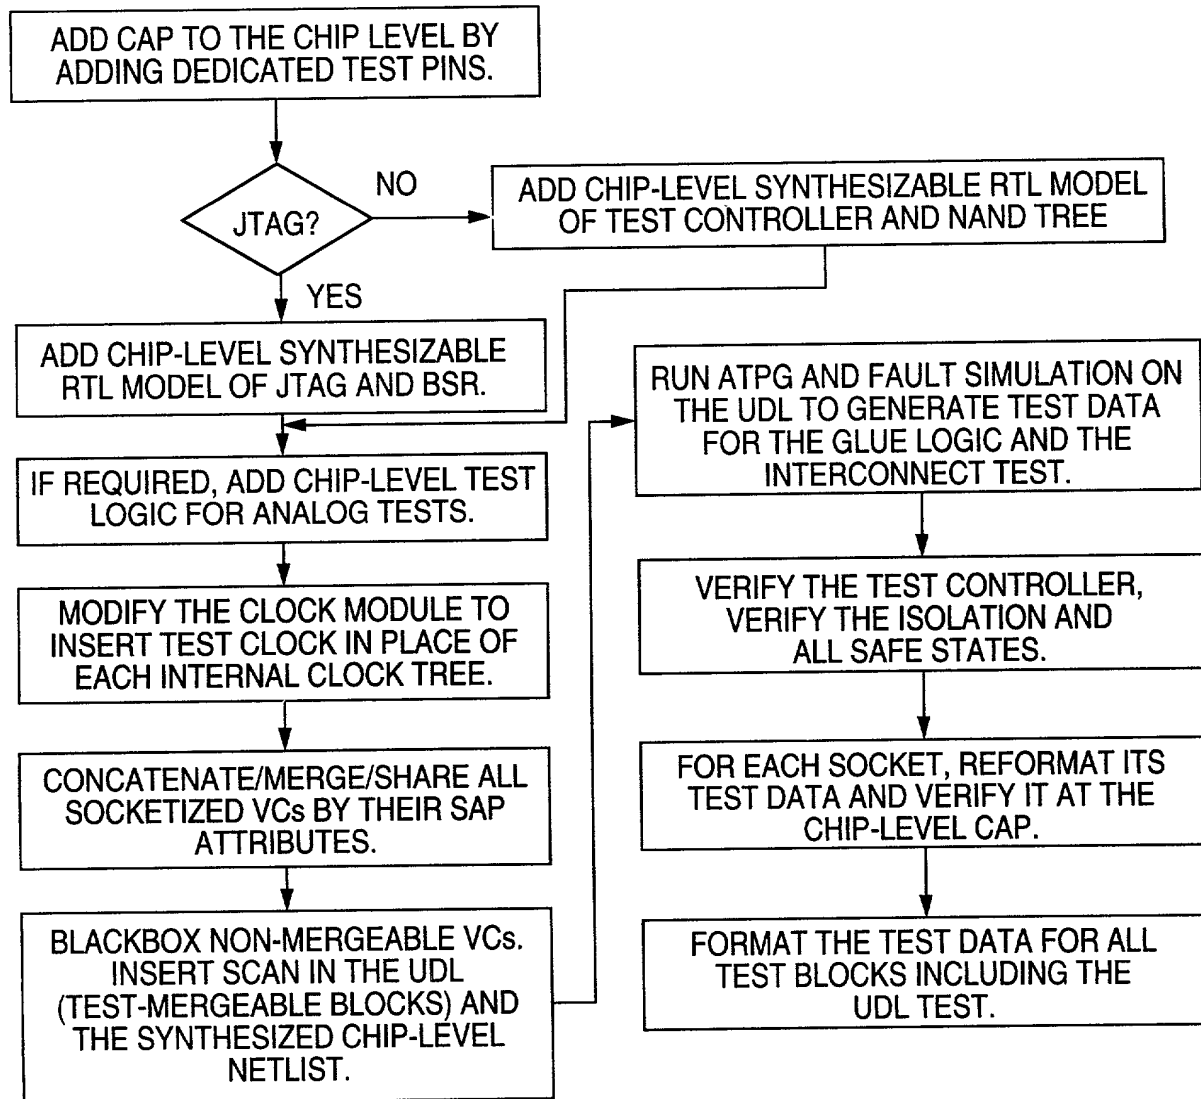 ADD CAP TO THE CHIP LEVEL BY
ADDING DEDICATED TEST PINS.
JTAG?
NO
ADD CHIP-LEVEL SYNTHESIZABLE RTL MODEL
OF TEST CONTROLLER AND NAND TREE
YES
ADD CHIP-LEVEL SYNTHESIZABLE
RTL MODEL OF JTAG AND BSR.
IF REQUIRED, ADD CHIP-LEVEL TEST
LOGIC FOR ANALOG TESTS.
MODIFY THE CLOCK MODULE TO
INSERT TEST CLOCK IN PLACE OF
EACH INTERNAL CLOCK TREE.
CONCATENATE/MERGE/SHARE ALL
SOCKETIZED VCs BY THEIR SAP
ATTRIBUTES.
BLACKBOX NON-MERGEABLE VCs.
INSERT SCAN IN THE UDL
(TEST-MERGEABLE BLOCKS) AND
THE SYNTHESIZED CHIP-LEVEL
NETLIST.
RUN ATPG AND FAULT SIMULATION ON
THE UDL TO GENERATE TEST DATA
FOR THE GLUE LOGIC AND THE
INTERCONNECT TEST.
VERIFY THE TEST CONTROLLER,
VERIFY THE ISOLATION AND
ALL SAFE STATES.
FOR EACH SOCKET, REFORMAT ITS
TEST DATA AND VERIFY IT AT THE
CHIP-LEVEL CAP.
FORMAT THE TEST DATA FOR ALL
TEST BLOCKS INCLUDING THE
UDL TEST.